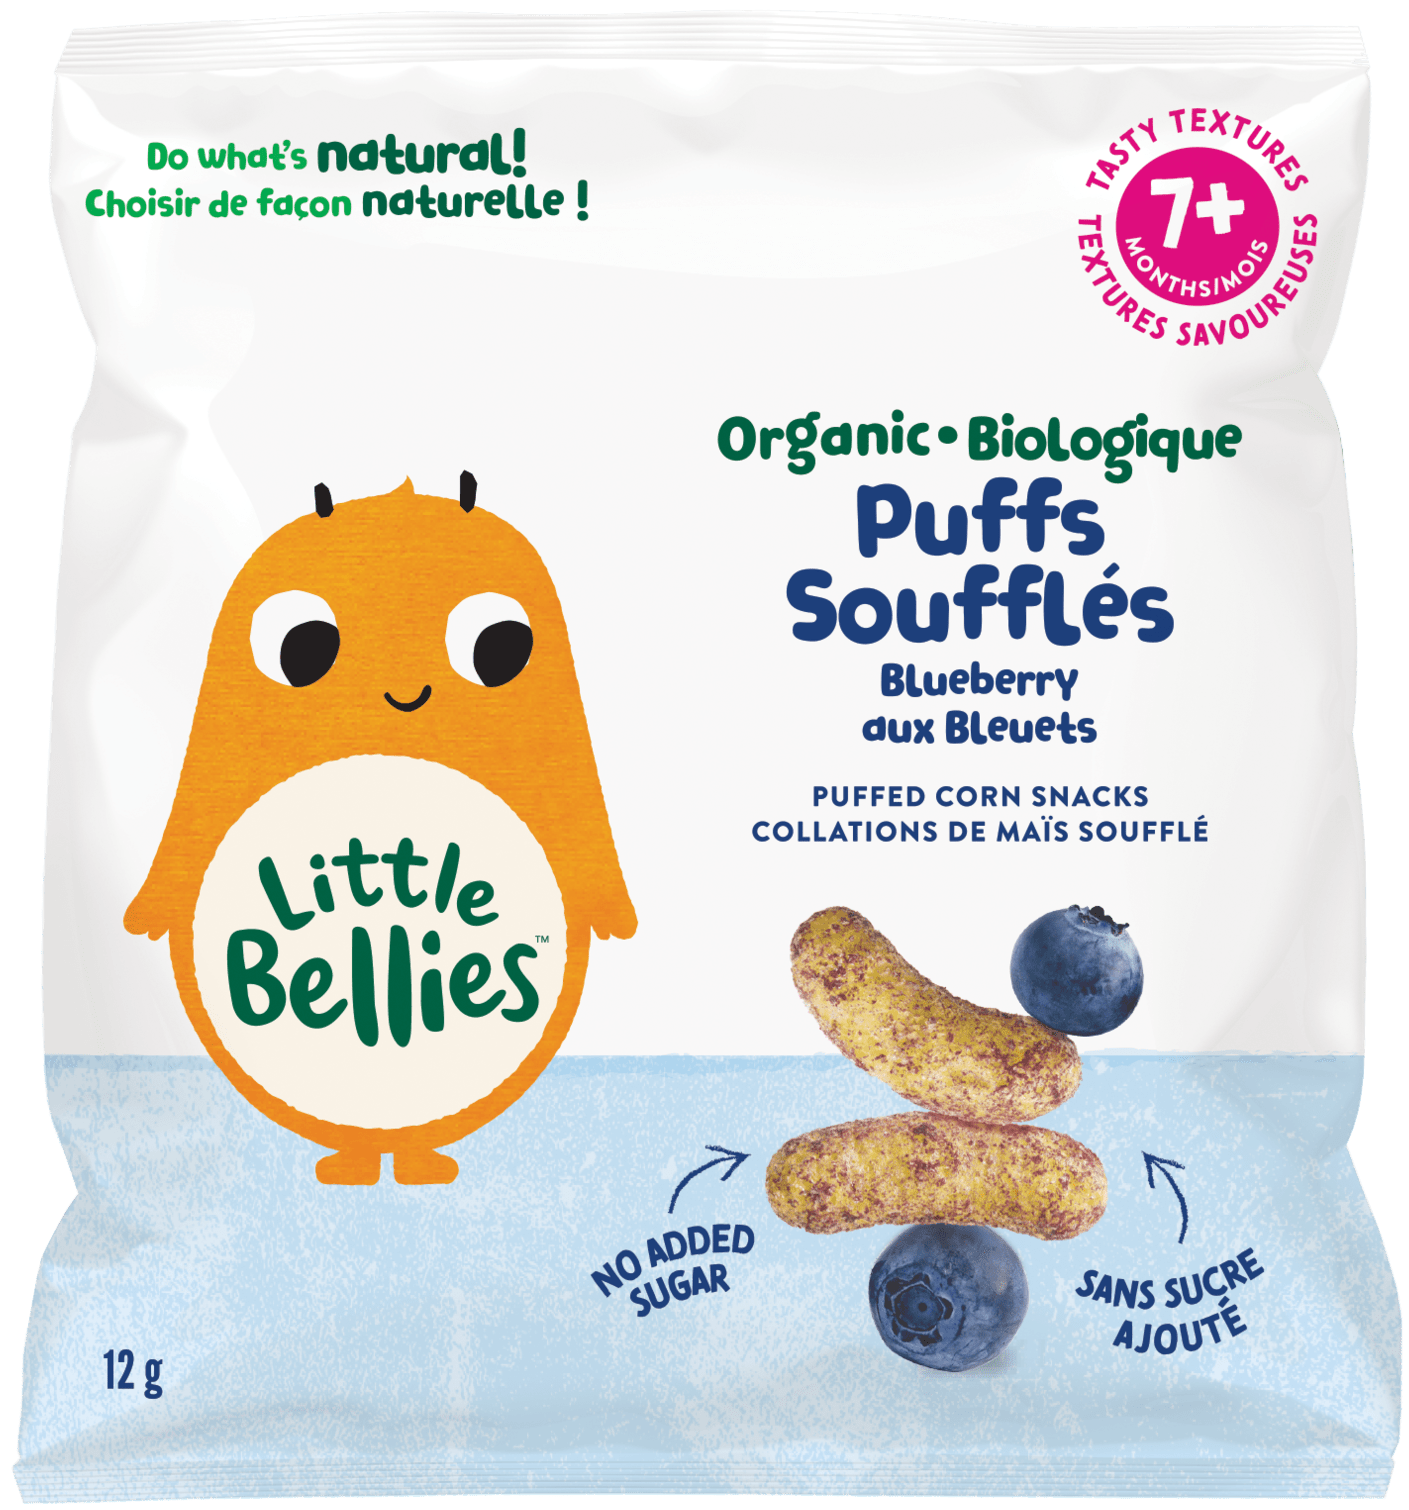 Do what's natural!
Choisir de façon naturelle !
TASTY TEXTURES
7+
MONTHS/MOIS
TEXTURES SAVOUREUSES
Organic • Biologique
Puffs
Soufflés
Blueberry
aux Bleuets
PUFFED CORN SNACKS
COLLATIONS DE MAÏS SOUFFLÉ
Little
Bellies™
NO ADDED
SUGAR
SANS SUCRE
AJOUTÉ
12 g